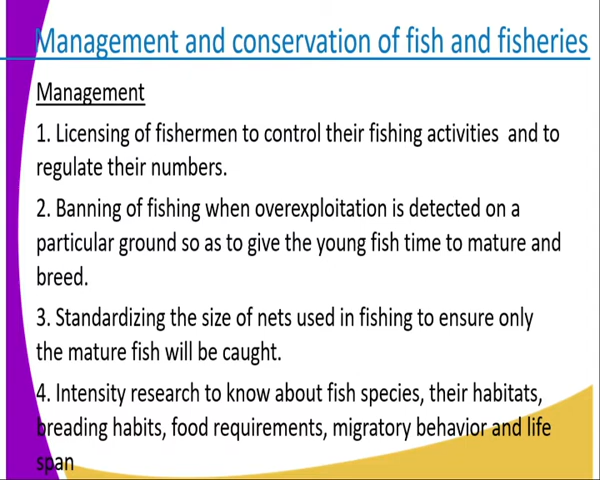 Management and conservation of fish and fisheries
Management
1. Licensing of fishermen to control their fishing activities and to
regulate their numbers.
2. Banning of fishing when overexploitation is detected on a
particular ground so as to give the young fish time to mature and
breed.
3. Standardizing the size of nets used in fishing to ensure only
the mature fish will be caught.
4. Intensity research to know about fish species, their habitats,
breading habits, food requirements, migratory behavior and life
span